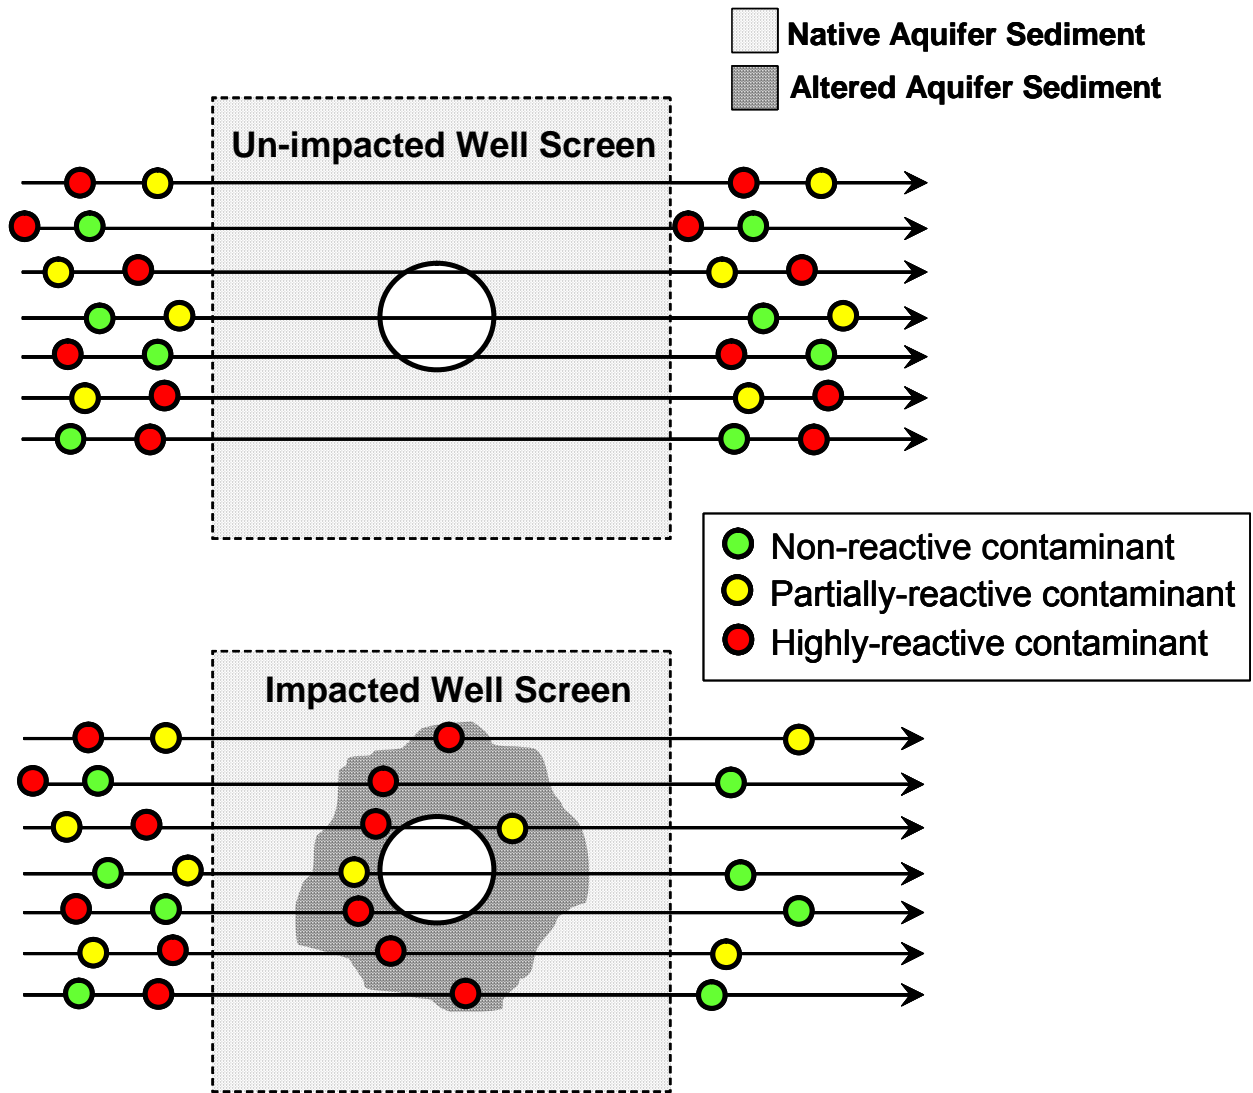 Native Aquifer Sediment
Altered Aquifer Sediment
Un-impacted Well Screen
Non-reactive contaminant
Partially-reactive contaminant
Highly-reactive contaminant
Impacted Well Screen